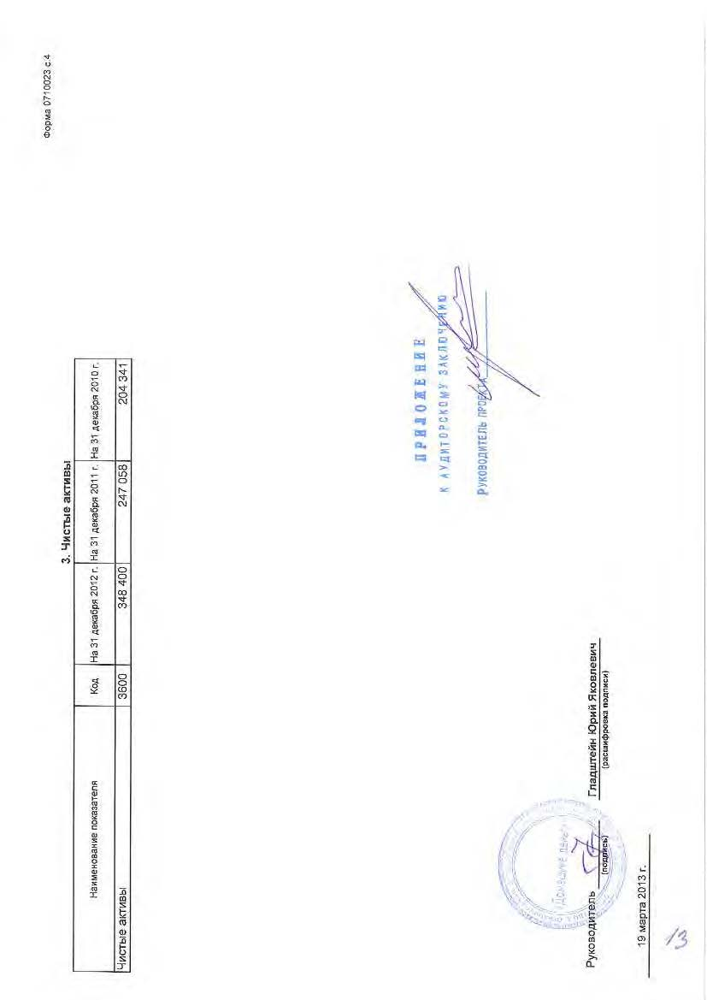 Форма 0710023 с.4
3. Чистые активы
Наименование показателя Код На 31 декабря 2012 г. На 31 декабря 2011 г. На 31 декабря 2010 г.
Чистые активы 3600 348 400 247 058 204 341
ПРИЛОЖЕНИЕ
К АУДИТОРСКОМУ ЗАКЛЮЧЕНИЮ
РУКОВОДИТЕЛЬ ПРОЕКТА
Руководитель Гладштейн Юрий Яковлевич
(подпись) (расшифровка подписи)
"Домашние деньги"
19 марта 2013 г.
13